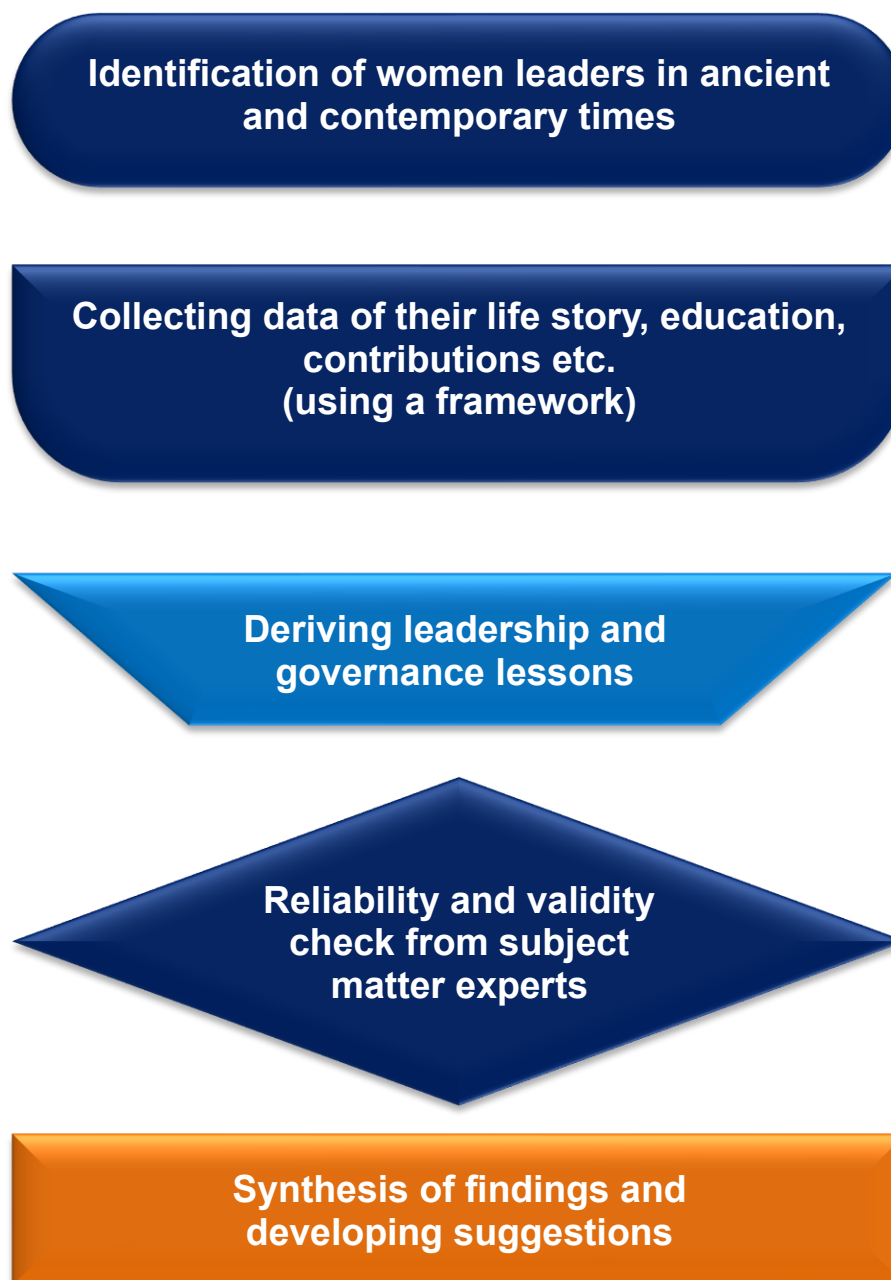 Identification of women leaders in ancient
and contemporary times
Collecting data of their life story, education,
contributions etc.
(using a framework)
Deriving leadership and
governance lessons
Reliability and validity
check from subject
matter experts
Synthesis of findings and
developing suggestions